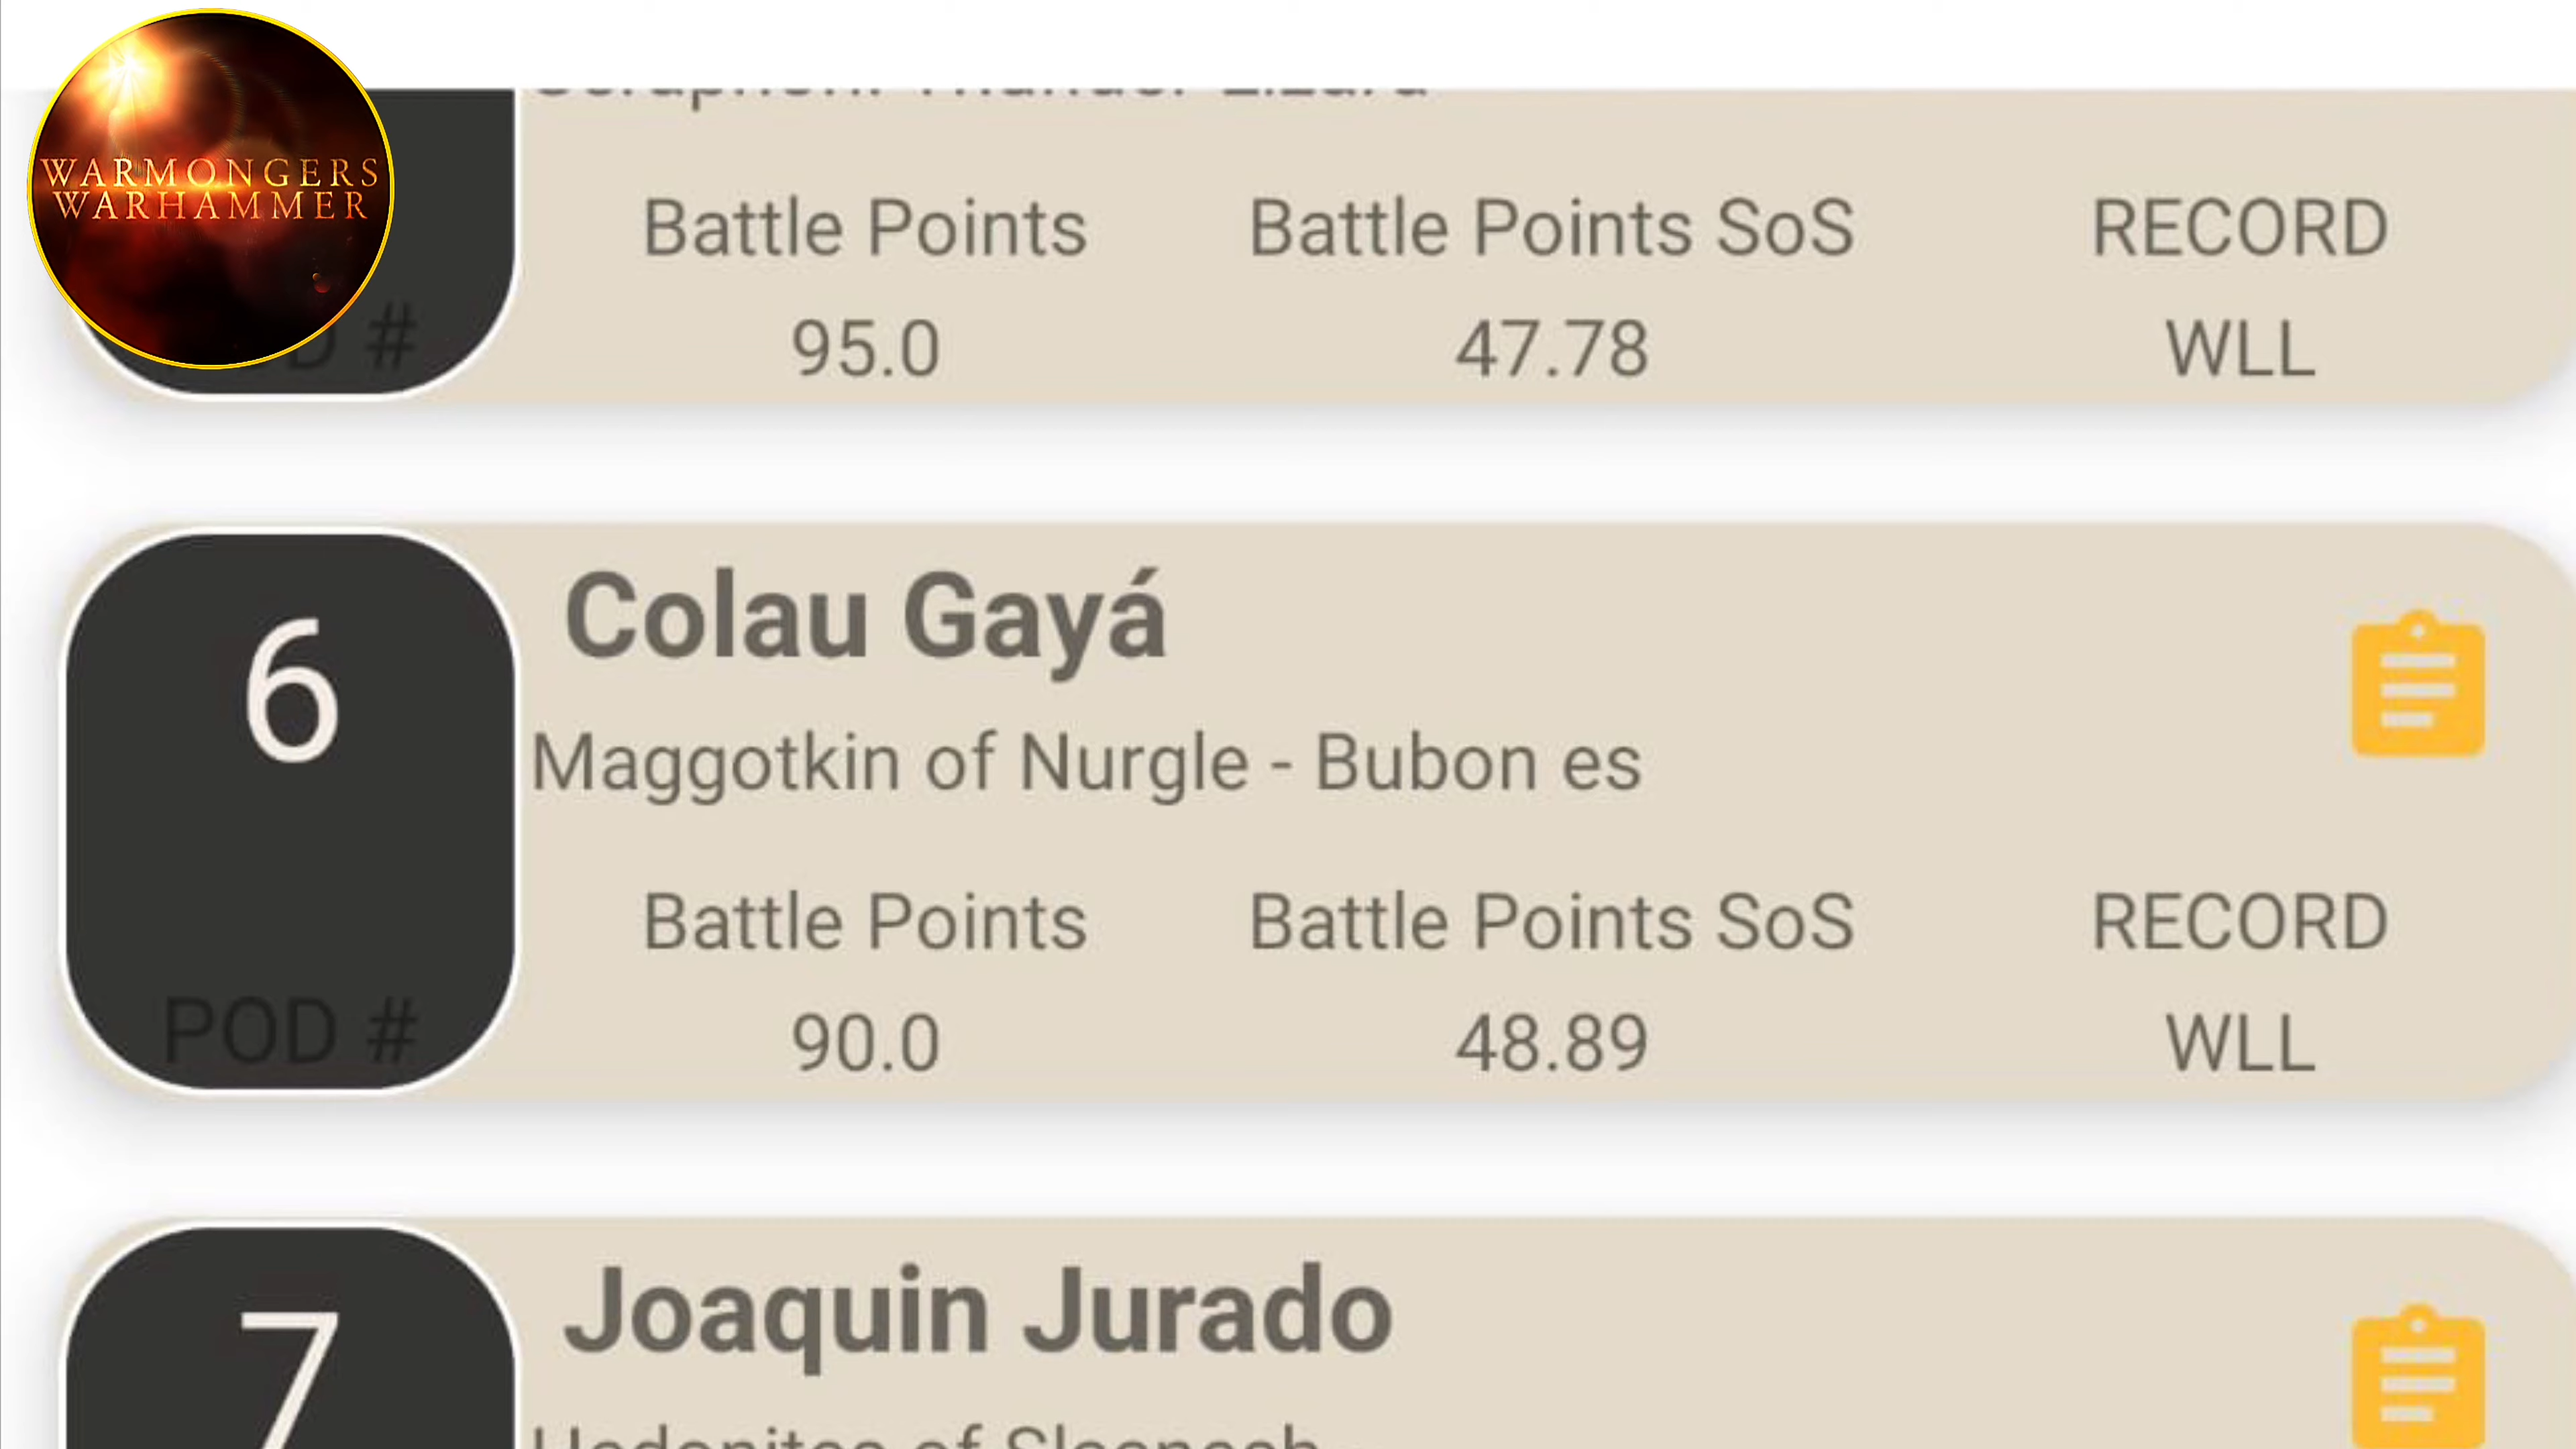 WARMONGERS
WARHAMMER
Battle Points Battle Points SoS RECORD
D # 95.0 47.78 WLL
6 Colau Gayá
Maggotkin of Nurgle - Bubon es
Battle Points Battle Points SoS RECORD
POD # 90.0 48.89 WLL
7 Joaquin Jurado